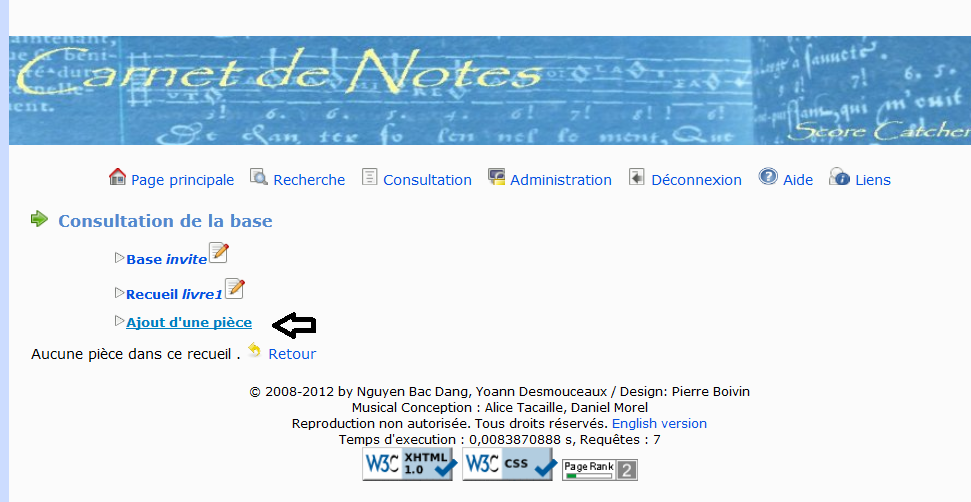 Carnet de Notes
Score Catcher
Page principale Recherche Consultation Administration Déconnexion Aide Liens
Consultation de la base
Base invite
Recueil livre1
Ajout d'une pièce
Aucune pièce dans ce recueil . Retour
© 2008-2012 by Nguyen Bac Dang, Yoann Desmouceaux / Design: Pierre Boivin
Musical Conception : Alice Tacaille, Daniel Morel
Reproduction non autorisée. Tous droits réservés. English version
Temps d'execution : 0,0083870888 s, Requêtes : 7
W3C XHTML 1.0 W3C CSS PageRank 2